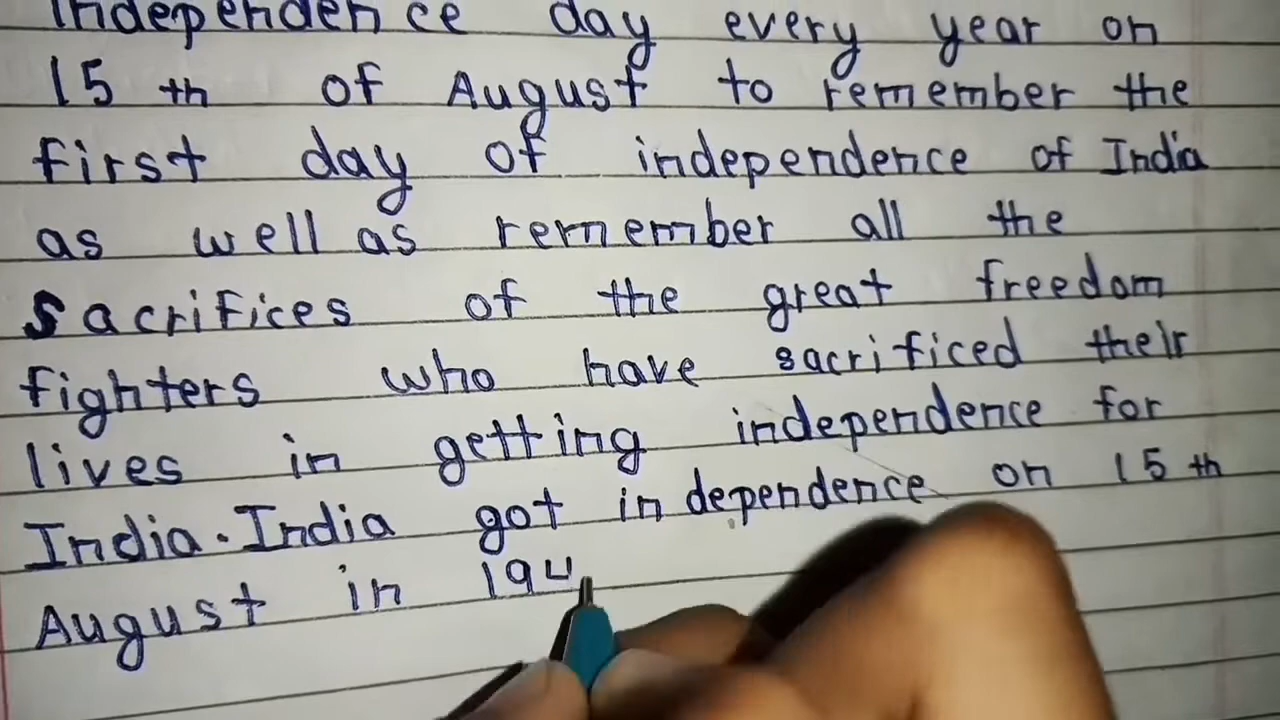 Independence day every year on
15 th of August to remember the
first day of independence of India
as well as remember all the
sacrifices of the great freedom
fighters who have sacrificed their
lives in getting independence for
India. India got independence on 15 th
August in 194